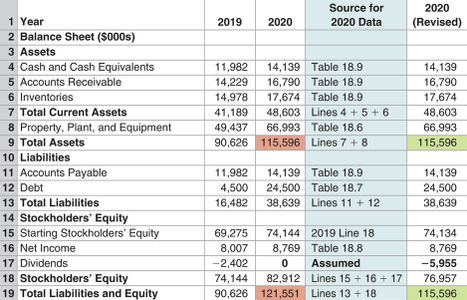 Source for 2020
1 Year 2019 2020 2020 Data (Revised)
2 Balance Sheet ($000s)
3 Assets
4 Cash and Cash Equivalents 11,982 14,139 Table 18.9 14,139
5 Accounts Receivable 14,229 16,790 Table 18.9 16,790
6 Inventories 14,978 17,674 Table 18.9 17,674
7 Total Current Assets 41,189 48,603 Lines 4 + 5 + 6 48,603
8 Property, Plant, and Equipment 49,437 66,993 Table 18.6 66,993
9 Total Assets 90,626 115,596 Lines 7 + 8 115,596
10 Liabilities
11 Accounts Payable 11,982 14,139 Table 18.9 14,139
12 Debt 4,500 24,500 Table 18.7 24,500
13 Total Liabilities 16,482 38,639 Lines 11 + 12 38,639
14 Stockholders' Equity
15 Starting Stockholders' Equity 69,275 74,144 2019 Line 18 74,134
16 Net Income 8,007 8,769 Table 18.8 8,769
17 Dividends −2,402 0 Assumed −5,955
18 Stockholders' Equity 74,144 82,912 Lines 15 + 16 + 17 76,957
19 Total Liabilities and Equity 90,626 121,551 Lines 13 + 18 115,596